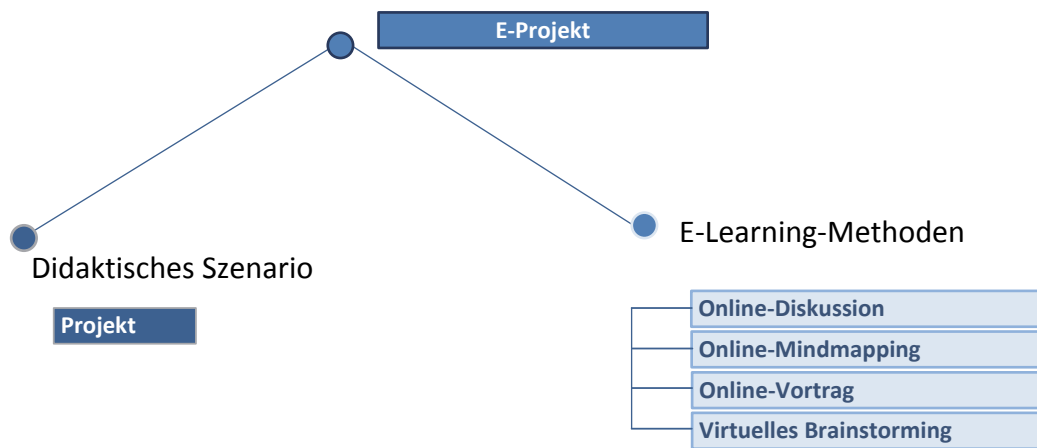 E-Projekt
E-Learning-Methoden
Didaktisches Szenario
Projekt
Online-Diskussion
Online-Mindmapping
Online-Vortrag
Virtuelles Brainstorming